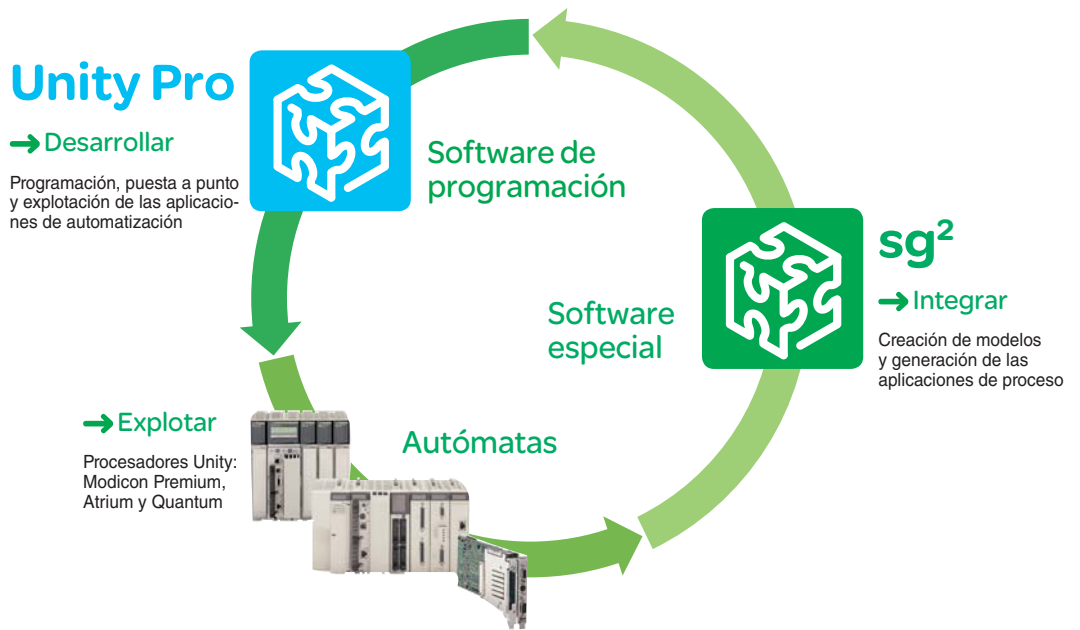 Unity Pro
→ Desarrollar
Programación, puesta a punto
y explotación de las aplicacio-
nes de automatización
Software de
programación
sg²
→ Integrar
Creación de modelos
y generación de las
aplicaciones de proceso
Software
especial
→ Explotar
Procesadores Unity:
Modicon Premium,
Atrium y Quantum
Autómatas